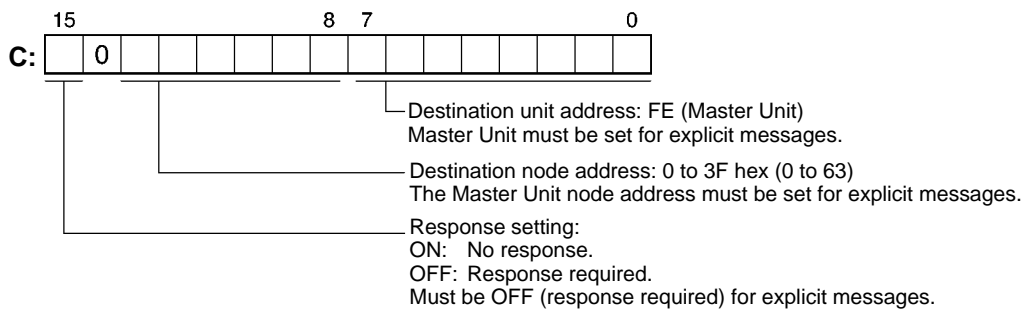 15 8 7 0
C: 0
Destination unit address: FE (Master Unit)
Master Unit must be set for explicit messages.
Destination node address: 0 to 3F hex (0 to 63)
The Master Unit node address must be set for explicit messages.
Response setting:
ON: No response.
OFF: Response required.
Must be OFF (response required) for explicit messages.